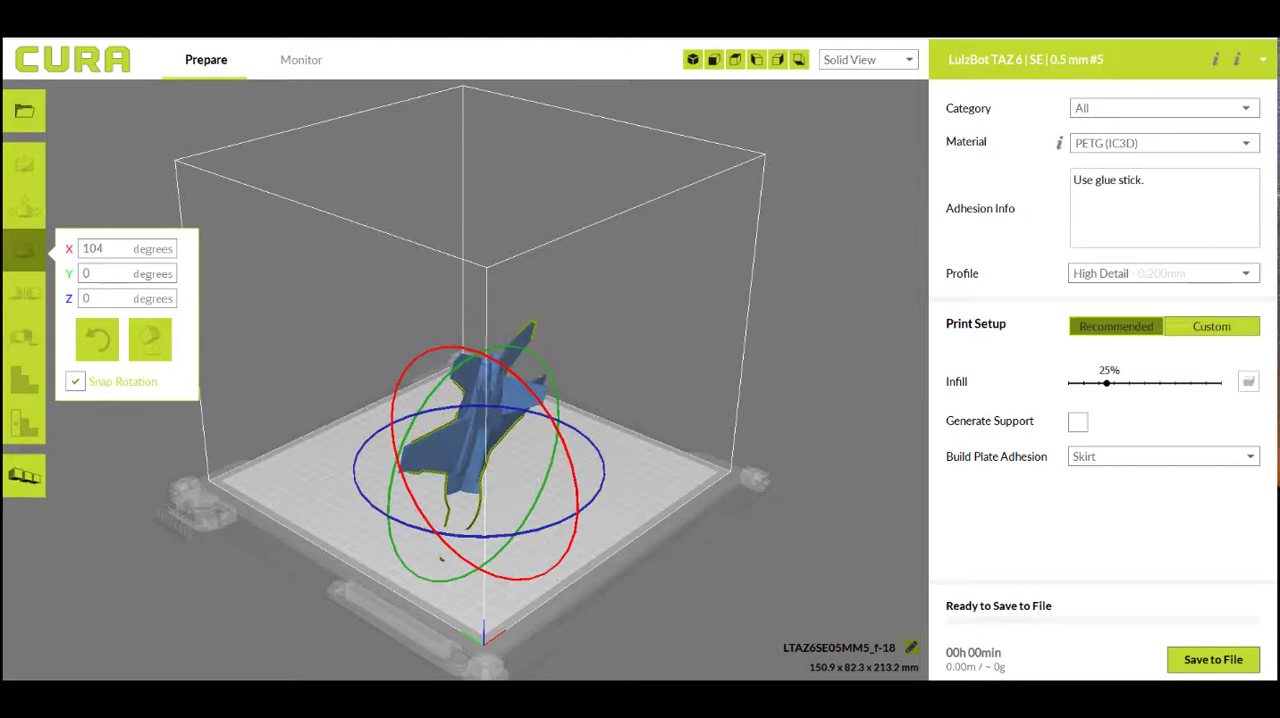 CURA
Prepare
Monitor
Solid View
LulzBot TAZ 6 | SE | 0.5 mm #5
Category
All
Material
PETG (IC3D)
Adhesion Info
Use glue stick.
Profile
High Detail - 0.200mm
Print Setup
Recommended
Custom
Infill
25%
Generate Support
Build Plate Adhesion
Skirt
X 104 degrees
Y 0 degrees
Z 0 degrees
Snap Rotation
LTAZ6SE05MM5_f-18
150.9 x 82.3 x 213.2 mm
Ready to Save to File
00h 00min
0.00m / ~ 0g
Save to File